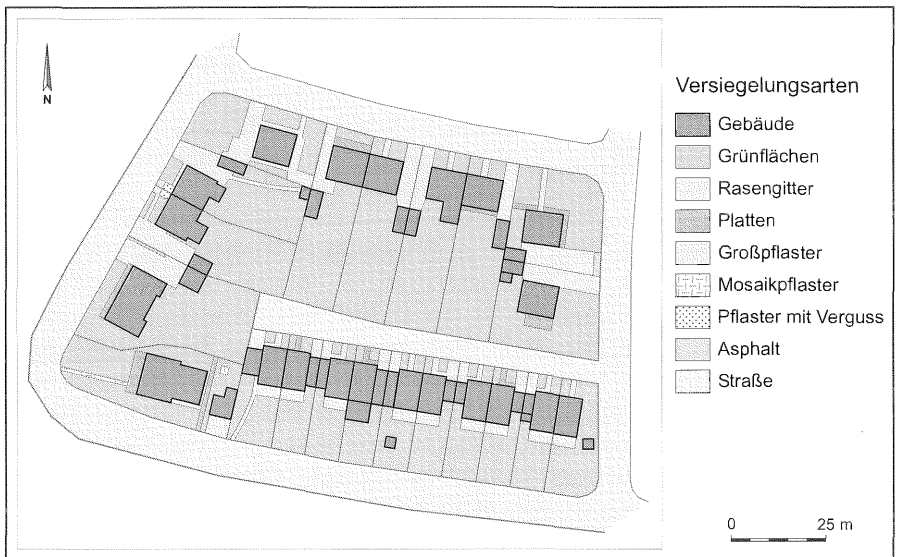 N
Versiegelungsarten
Gebäude
Grünflächen
Rasengitter
Platten
Großpflaster
Mosaikpflaster
Pflaster mit Verguss
Asphalt
Straße
0 25 m